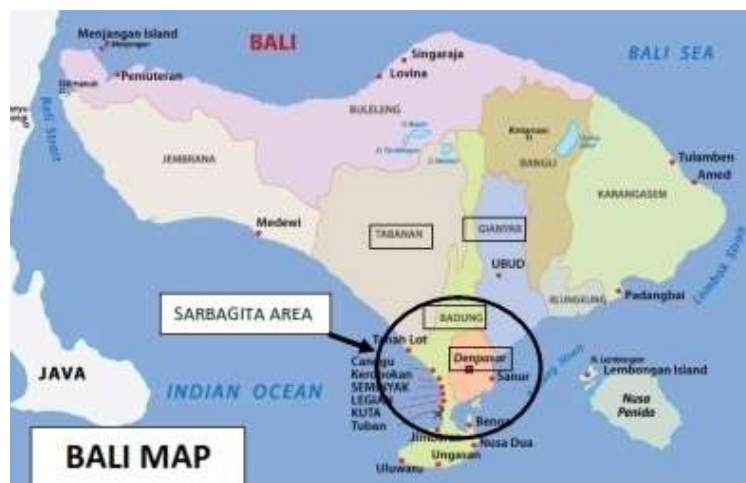 Menjangan Island
BALI
Singaraja
BALI SEA
Pemuteran
Lovina
Bali Strait
BULELENG
Kintamani
JEMBRANA
BANGLI
Tulamben
Amed
KARANGASEM
Medewi
TABANAN
GIANYAR
UBUD
KLUNGKUNG
Padangbai
Lombok Strait
SARBAGITA AREA
BADUNG
Tanah Lot
Denpasar
Canggu
Kerobokan
SEMINYAK
LEGIAN
KUTA
Tuban
Sanur
Lembongan Island
JAVA
INDIAN OCEAN
Nusa
Penida
Benoa
Nusa Dua
BALI MAP
Ungasan
Uluwatu